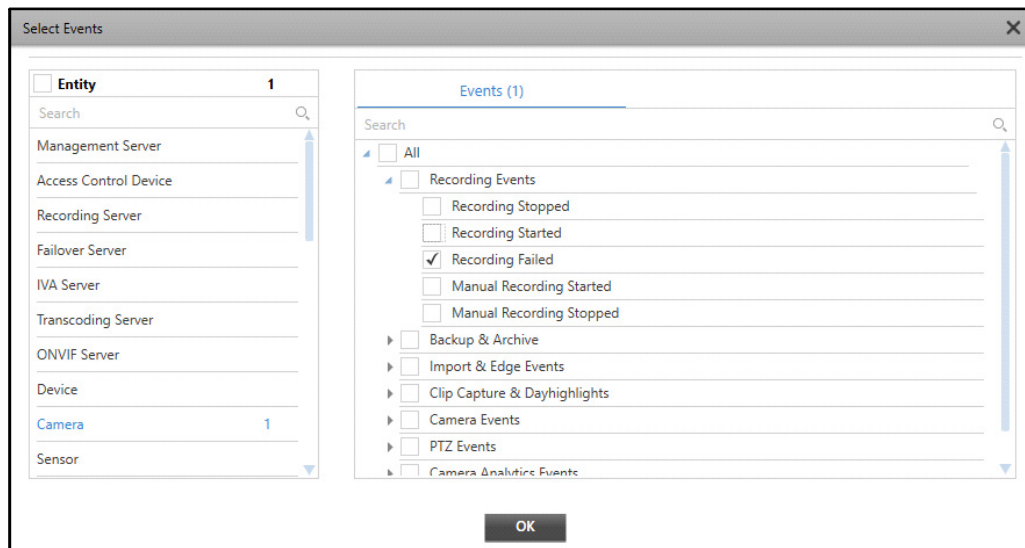 Select Events
Entity 1
Search
Management Server
Access Control Device
Recording Server
Failover Server
IVA Server
Transcoding Server
ONVIF Server
Device
Camera 1
Sensor
Events (1)
Search
All
Recording Events
Recording Stopped
Recording Started
Recording Failed
Manual Recording Started
Manual Recording Stopped
Backup & Archive
Import & Edge Events
Clip Capture & Dayhighlights
Camera Events
PTZ Events
Camera Analytics Events
OK